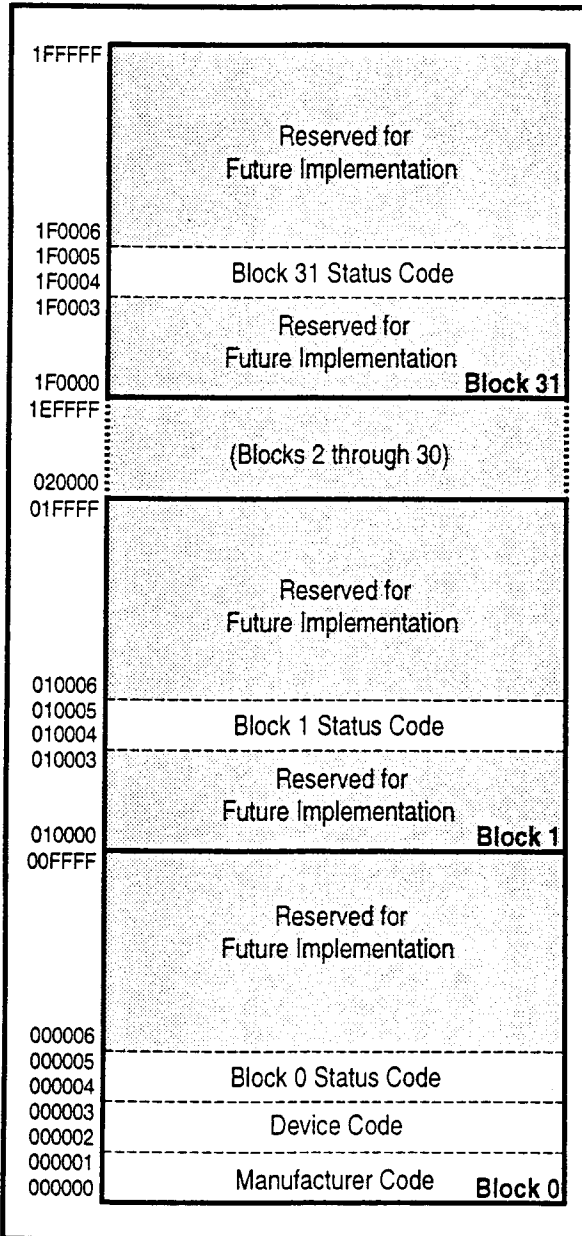 1FFFFF
Reserved for
Future Implementation
1F0006
1F0005
Block 31 Status Code
1F0004
1F0003
Reserved for
Future Implementation
1F0000
Block 31
1EFFFF
(Blocks 2 through 30)
020000
01FFFF
Reserved for
Future Implementation
010006
010005
Block 1 Status Code
010004
010003
Reserved for
Future Implementation
010000
Block 1
00FFFF
Reserved for
Future Implementation
000006
000005
Block 0 Status Code
000004
000003
Device Code
000002
000001
Manufacturer Code
000000
Block 0